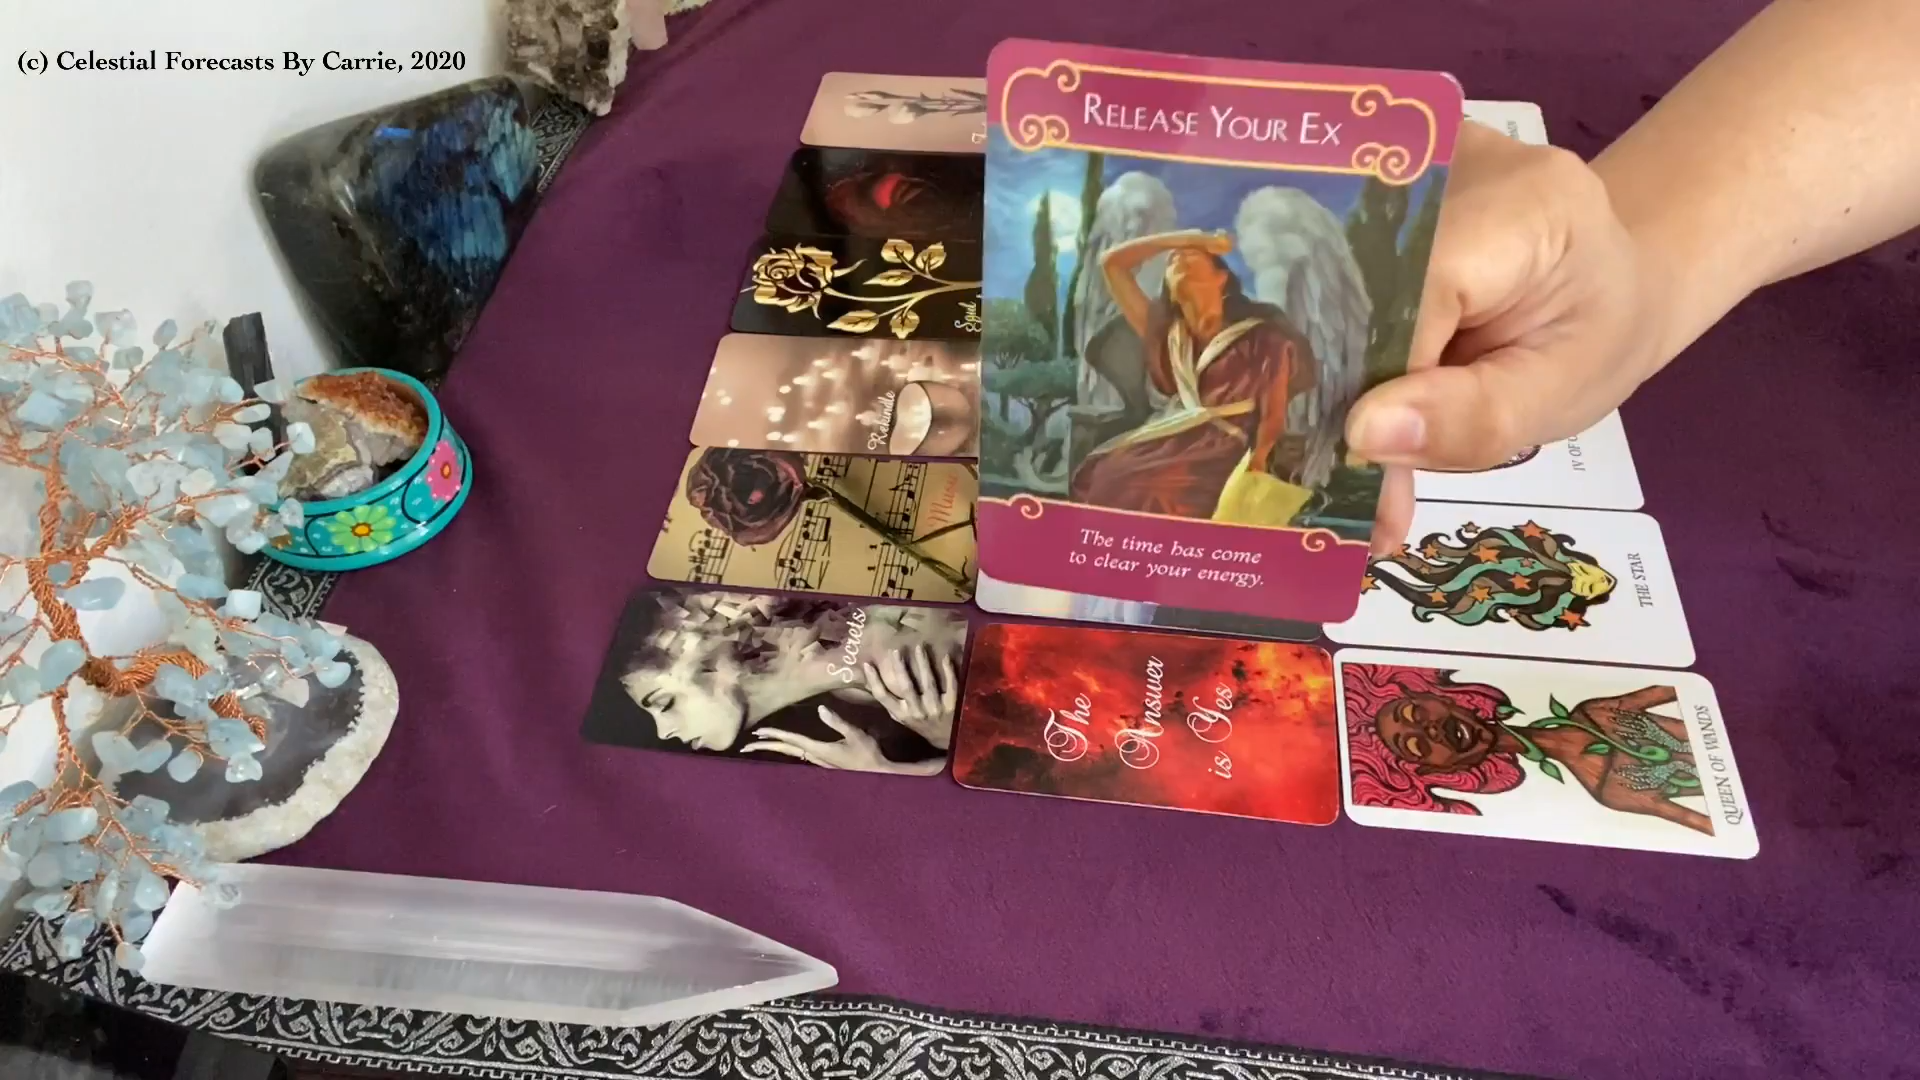 (c) Celestial Forecasts By Carrie, 2020
RELEASE YOUR EX
Soul
Rekindle
IV OF
Music
The time has come
to clear your energy.
THE STAR
Secrets
The
Answer
is Yes
QUEEN OF WANDS